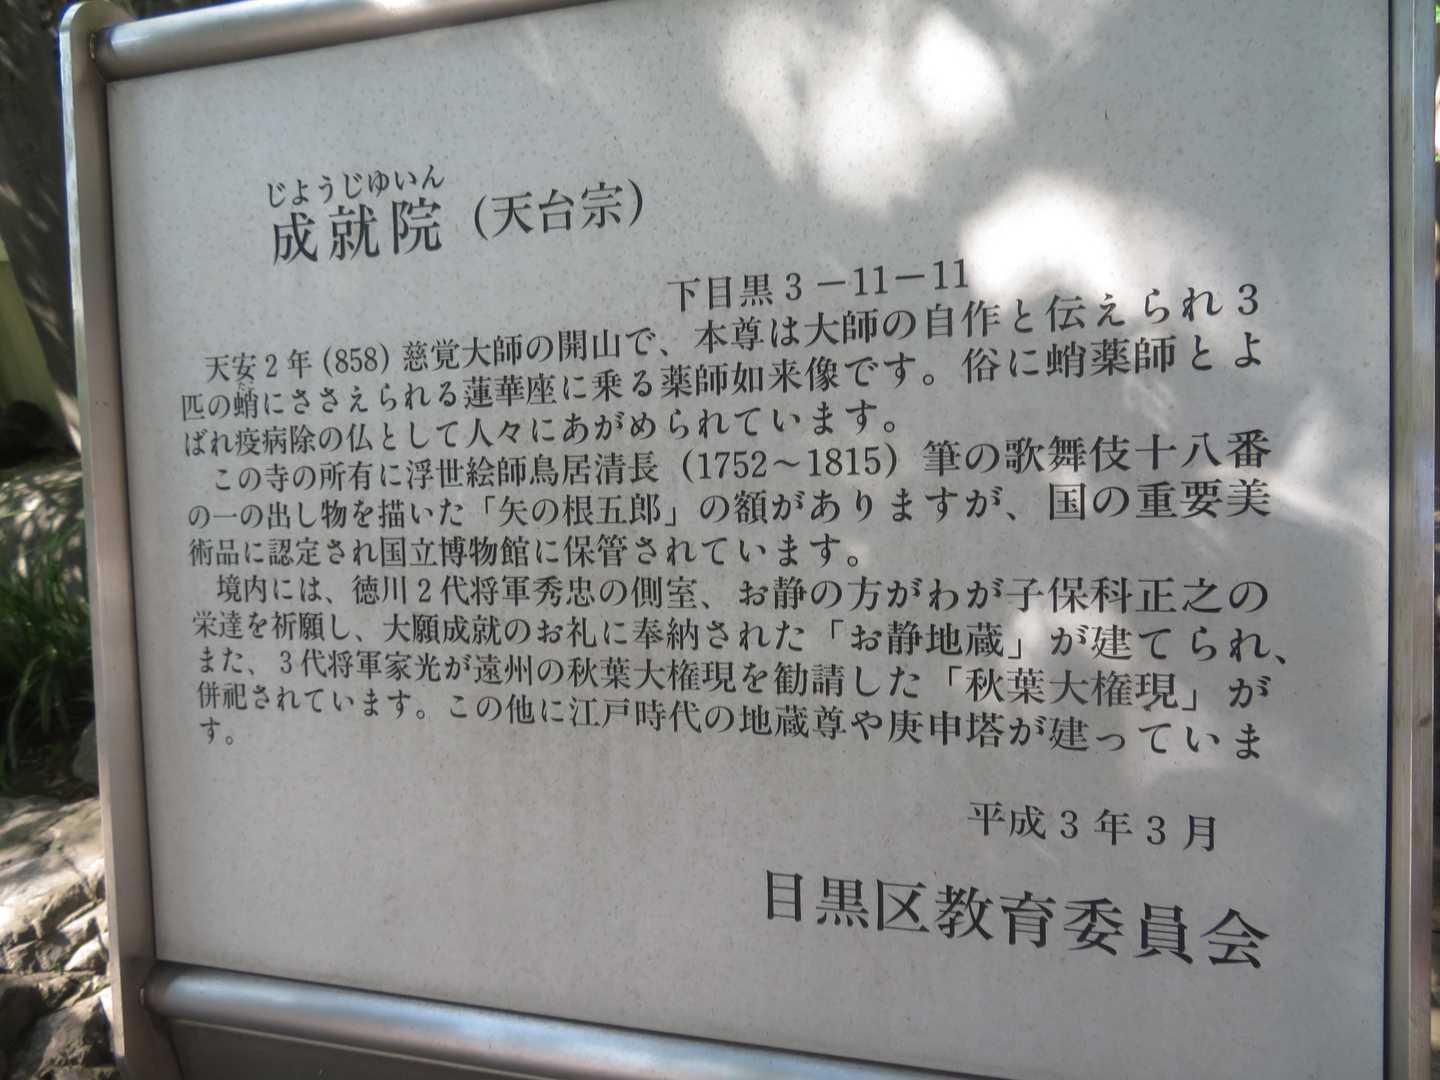 じょうじゅいん
成就院 (天台宗)
下目黒３－11－11
天安２年 (858) 慈覚大師の開山で、本尊は大師の自作と伝えられ３
たこ
匹の蛸にささえられる蓮華座に乗る薬師如来像です。俗に蛸薬師とよ
ばれ疫病除の仏として人々にあがめられています。
この寺の所有に浮世絵師鳥居清長 (1752～1815) 筆の歌舞伎十八番
の一の出し物を描いた「矢の根五郎」の額がありますが、国の重要美
術品に認定され国立博物館に保管されています。
境内には、徳川２代将軍秀忠の側室、お静の方がわが子保科正之の
栄達を祈願し、大願成就のお礼に奉納された「お静地蔵」が建てられ、
また、３代将軍家光が遠州の秋葉大権現を勧請した「秋葉大権現」が
併祀されています。この他に江戸時代の地蔵尊や庚申塔が建っていま
す。
平成３年３月
目黒区教育委員会